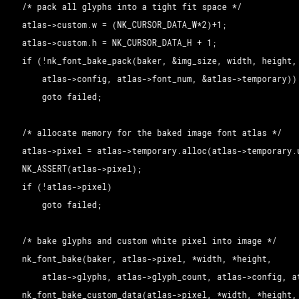 /* pack all glyphs into a tight fit space */
atlas->custom.w = (NK_CURSOR_DATA_W*2)+1;
atlas->custom.h = NK_CURSOR_DATA_H + 1;
if (!nk_font_bake_pack(baker, &img_size, width, height,
atlas->config, atlas->font_num, &atlas->temporary))
goto failed;
/* allocate memory for the baked image font atlas */
atlas->pixel = atlas->temporary.alloc(atlas->temporary.u
NK_ASSERT(atlas->pixel);
if (!atlas->pixel)
goto failed;
/* bake glyphs and custom white pixel into image */
nk_font_bake(baker, atlas->pixel, *width, *height,
atlas->glyphs, atlas->glyph_count, atlas->config, at
nk_font_bake_custom_data(atlas->pixel, *width, *height,